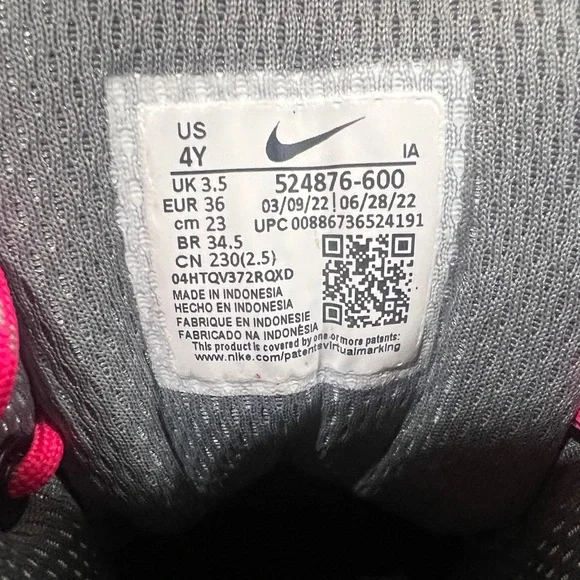 US
4Y
IA
UK 3.5 524876-600
EUR 36 03/09/22 | 06/28/22
cm 23 UPC 00886736524191
BR 34.5
CN 230(2.5)
04HTQV372RQXD
MADE IN INDONESIA
HECHO EN INDONESIA
FABRIQUE EN INDONESIE
FABRICADO NA INDONÊSIA
This product is covered by one or more patents:
www.nike.com/patentsvirtualmarking